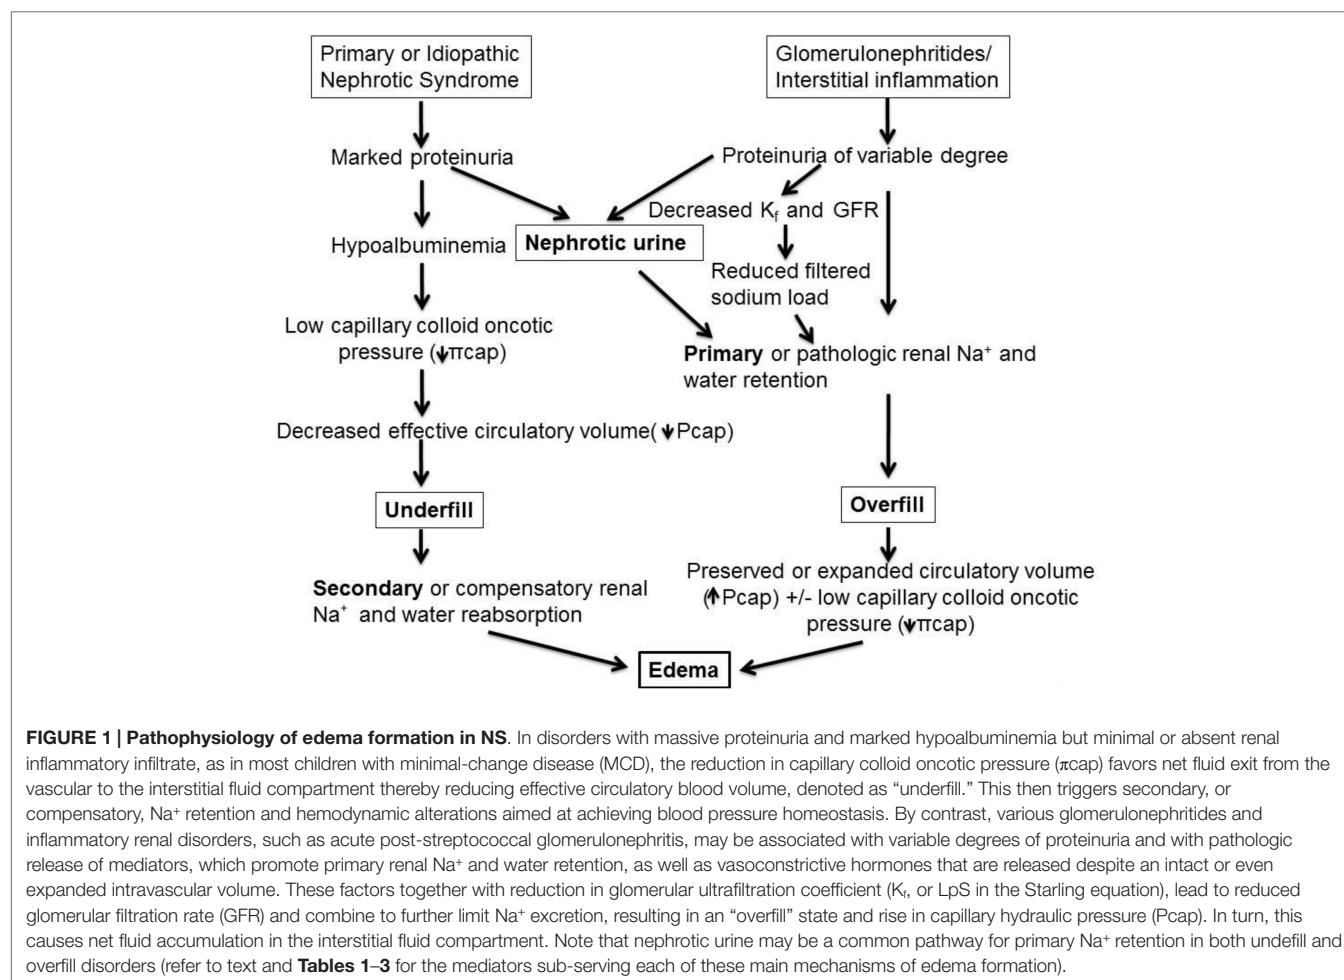 Primary or Idiopathic
Nephrotic Syndrome
Glomerulonephritides/
Interstitial inflammation
Marked proteinuria
Proteinuria of variable degree
Decreased Kf and GFR
Hypoalbuminemia
Nephrotic urine
Reduced filtered
sodium load
Low capillary colloid oncotic
pressure (↓πcap)
Primary or pathologic renal Na⁺ and
water retention
Decreased effective circulatory volume( ↓Pcap)
Underfill
Overfill
Secondary or compensatory renal
Na⁺ and water reabsorption
Preserved or expanded circulatory volume
(↑Pcap) +/- low capillary colloid oncotic
pressure (↓πcap)
Edema
FIGURE 1 | Pathophysiology of edema formation in NS. In disorders with massive proteinuria and marked hypoalbuminemia but minimal or absent renal
inflammatory infiltrate, as in most children with minimal-change disease (MCD), the reduction in capillary colloid oncotic pressure (πcap) favors net fluid exit from the
vascular to the interstitial fluid compartment thereby reducing effective circulatory blood volume, denoted as “underfill.” This then triggers secondary, or
compensatory, Na⁺ retention and hemodynamic alterations aimed at achieving blood pressure homeostasis. By contrast, various glomerulonephritides and
inflammatory renal disorders, such as acute post-streptococcal glomerulonephritis, may be associated with variable degrees of proteinuria and with pathologic
release of mediators, which promote primary renal Na⁺ and water retention, as well as vasoconstrictive hormones that are released despite an intact or even
expanded intravascular volume. These factors together with reduction in glomerular ultrafiltration coefficient (Kf, or LpS in the Starling equation), lead to reduced
glomerular filtration rate (GFR) and combine to further limit Na⁺ excretion, resulting in an “overfill” state and rise in capillary hydraulic pressure (Pcap). In turn, this
causes net fluid accumulation in the interstitial fluid compartment. Note that nephrotic urine may be a common pathway for primary Na⁺ retention in both undefill and
overfill disorders (refer to text and Tables 1–3 for the mediators sub-serving each of these main mechanisms of edema formation).